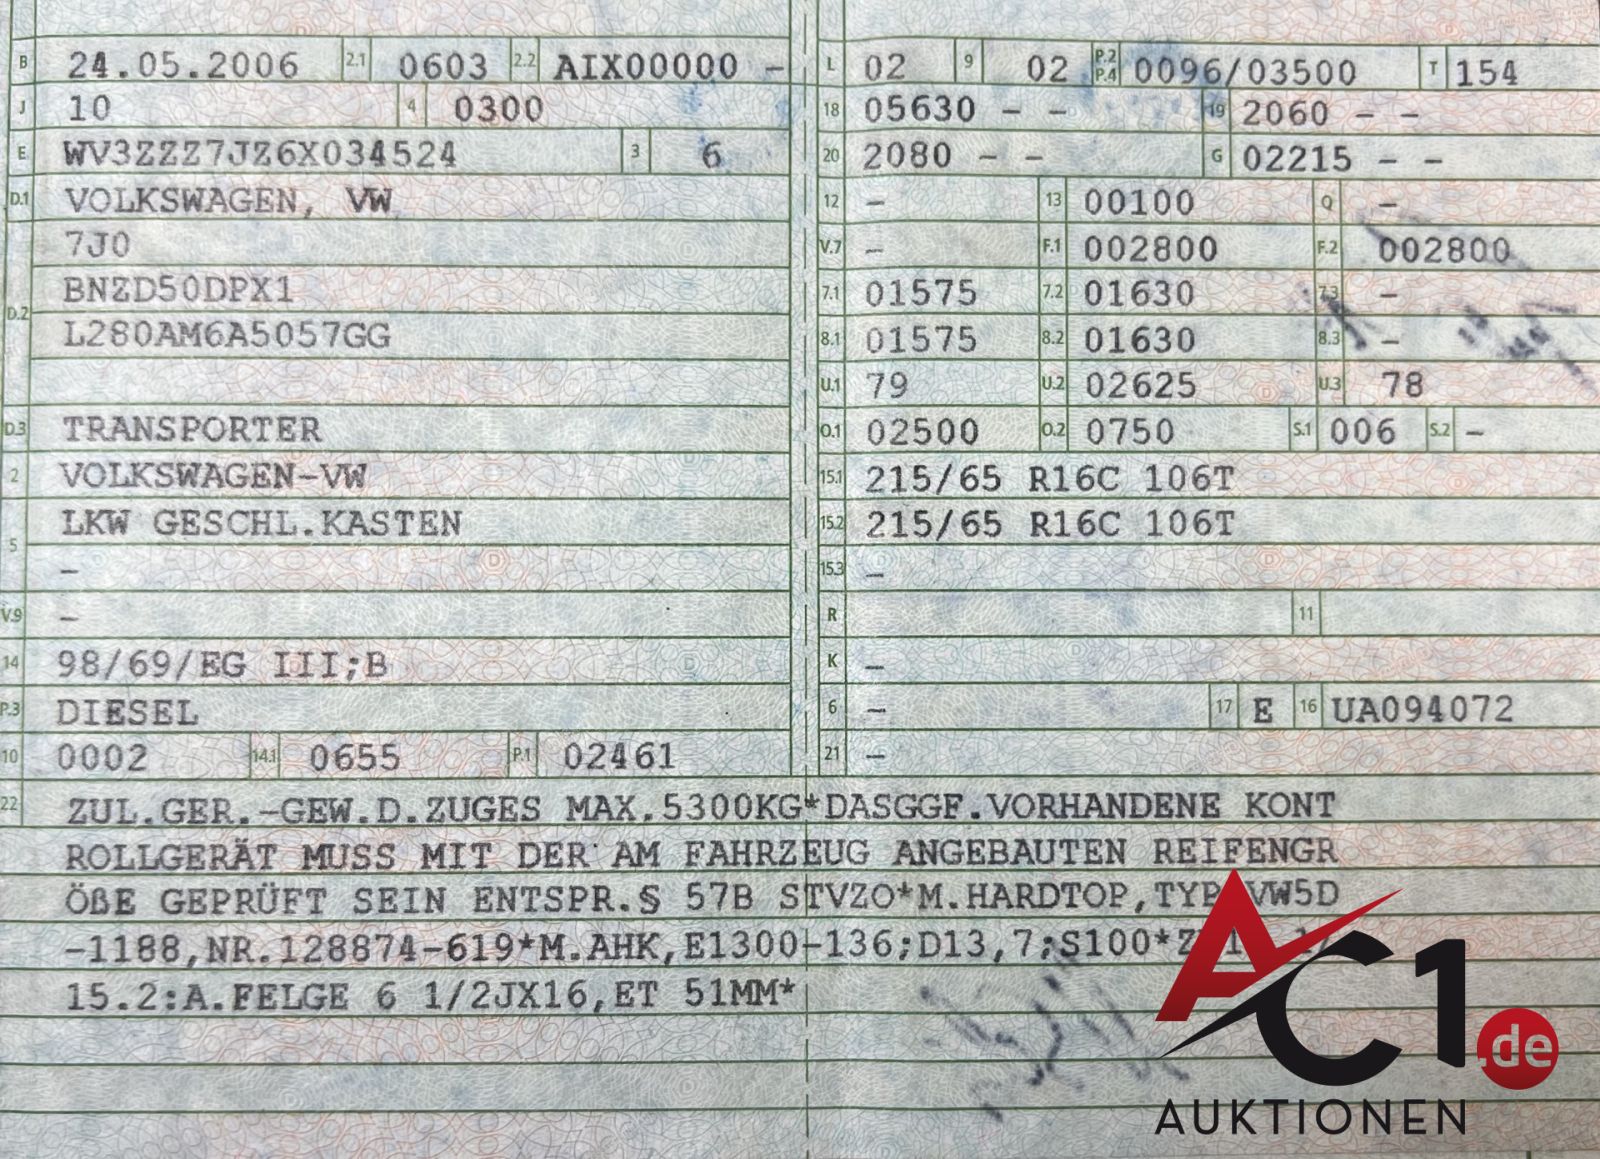 B 24.05.2006 2.1 0603 2.2 AIX00000 -
J 10 4 0300
E WV3ZZZ7JZ6X034524 3 6
D.1 VOLKSWAGEN, VW
7J0
D.2 BNZD50DPX1
L280AM6A5057GG
D.3 TRANSPORTER
2 VOLKSWAGEN-VW
5 LKW GESCHL.KASTEN
-
V.9 -
14 98/69/EG III;B
P.3 DIESEL
10 0002 14.1 0655 P.1 02461
L 02 9 02 P.2 P.4 0096/03500 T 154
18 05630 - - 19 2060 - -
20 2080 - - G 02215 - -
12 - 13 00100 Q -
V.7 - F.1 002800 F.2 002800
7.1 01575 7.2 01630 7.3 -
8.1 01575 8.2 01630 8.3 -
U.1 79 U.2 02625 U.3 78
O.1 02500 O.2 0750 S.1 006 S.2 -
15.1 215/65 R16C 106T
15.2 215/65 R16C 106T
15.3 -
R 11
K -
6 - 17 E 16 UA094072
21 -
22 ZUL.GER.-GEW.D.ZUGES MAX.5300KG*DASGGF.VORHANDENE KONT
ROLLGERÄT MUSS MIT DER AM FAHRZEUG ANGEBAUTEN REIFENGR
ÖßE GEPRÜFT SEIN ENTSPR.§ 57B STVZO*M.HARDTOP,TYP VW5D
-1188,NR.128874-619*M.AHK,E1300-136;D13,7;S100*
15.2:A.FELGE 6 1/2JX16,ET 51MM*
AC1.de
AUKTIONEN